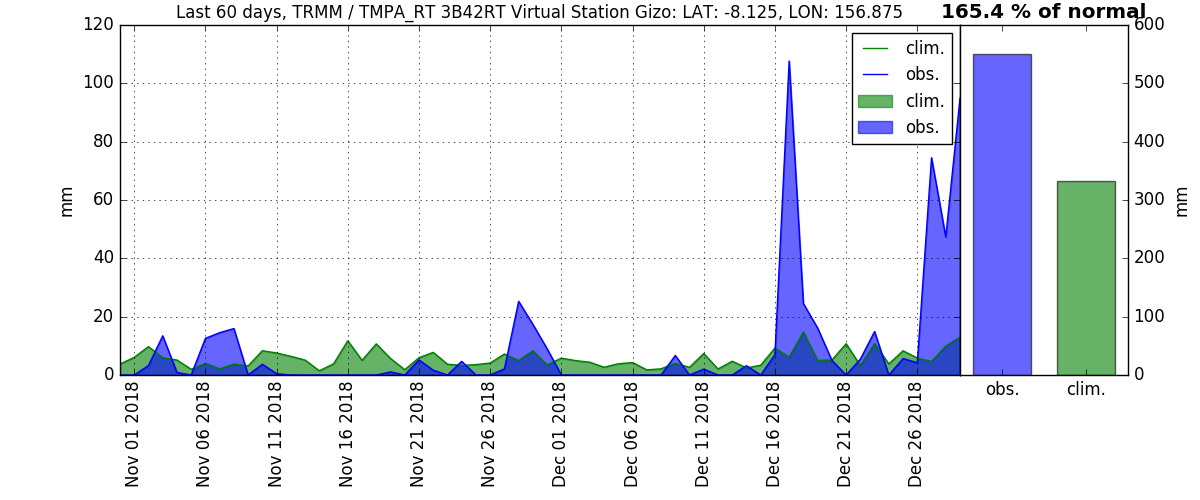 Last 60 days, TRMM / TMPA_RT 3B42RT Virtual Station Gizo: LAT: -8.125, LON: 156.875
165.4 % of normal
120
100
80
60
40
20
0
mm
clim.
obs.
clim.
obs.
600
500
400
300
200
100
0
mm
obs.
clim.
Nov 01 2018
Nov 06 2018
Nov 11 2018
Nov 16 2018
Nov 21 2018
Nov 26 2018
Dec 01 2018
Dec 06 2018
Dec 11 2018
Dec 16 2018
Dec 21 2018
Dec 26 2018